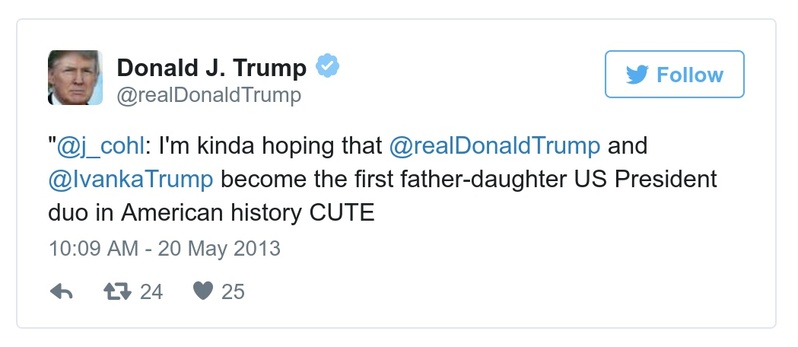 Donald J. Trump
@realDonaldTrump
Follow
"@j_cohl: I'm kinda hoping that @realDonaldTrump and
@IvankaTrump become the first father-daughter US President
duo in American history CUTE
10:09 AM - 20 May 2013
24 25